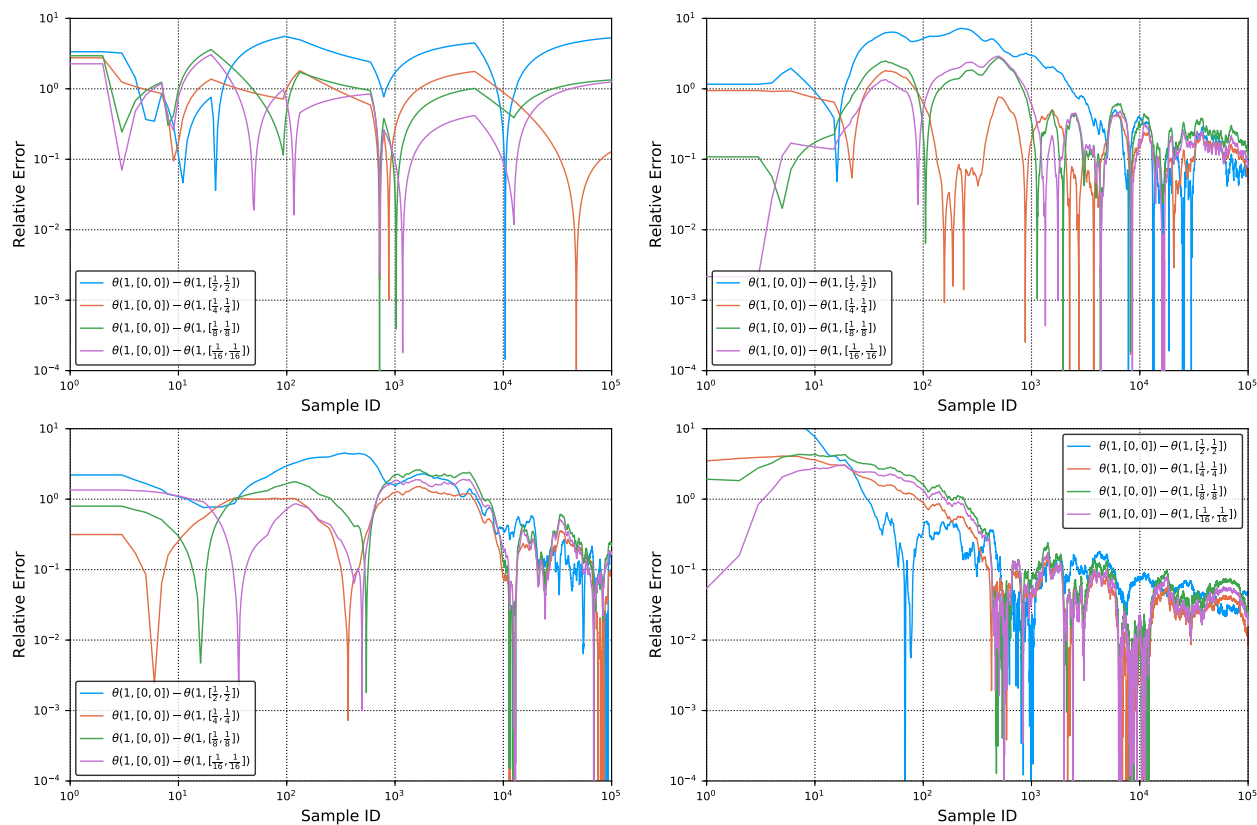 10^1
10^0
10^-1
10^-2
10^-3
10^-4
Relative Error
θ(1, [0, 0]) − θ(1, [1/2, 1/2])
θ(1, [0, 0]) − θ(1, [1/4, 1/4])
θ(1, [0, 0]) − θ(1, [1/8, 1/8])
θ(1, [0, 0]) − θ(1, [1/16, 1/16])
10^0 10^1 10^2 10^3 10^4 10^5
Sample ID
10^1
10^0
10^-1
10^-2
10^-3
10^-4
Relative Error
θ(1, [0, 0]) − θ(1, [1/2, 1/2])
θ(1, [0, 0]) − θ(1, [1/4, 1/4])
θ(1, [0, 0]) − θ(1, [1/8, 1/8])
θ(1, [0, 0]) − θ(1, [1/16, 1/16])
10^0 10^1 10^2 10^3 10^4 10^5
Sample ID
10^1
10^0
10^-1
10^-2
10^-3
10^-4
Relative Error
θ(1, [0, 0]) − θ(1, [1/2, 1/2])
θ(1, [0, 0]) − θ(1, [1/4, 1/4])
θ(1, [0, 0]) − θ(1, [1/8, 1/8])
θ(1, [0, 0]) − θ(1, [1/16, 1/16])
10^0 10^1 10^2 10^3 10^4 10^5
Sample ID
10^1
10^0
10^-1
10^-2
10^-3
10^-4
Relative Error
θ(1, [0, 0]) − θ(1, [1/2, 1/2])
θ(1, [0, 0]) − θ(1, [1/4, 1/4])
θ(1, [0, 0]) − θ(1, [1/8, 1/8])
θ(1, [0, 0]) − θ(1, [1/16, 1/16])
10^0 10^1 10^2 10^3 10^4 10^5
Sample ID